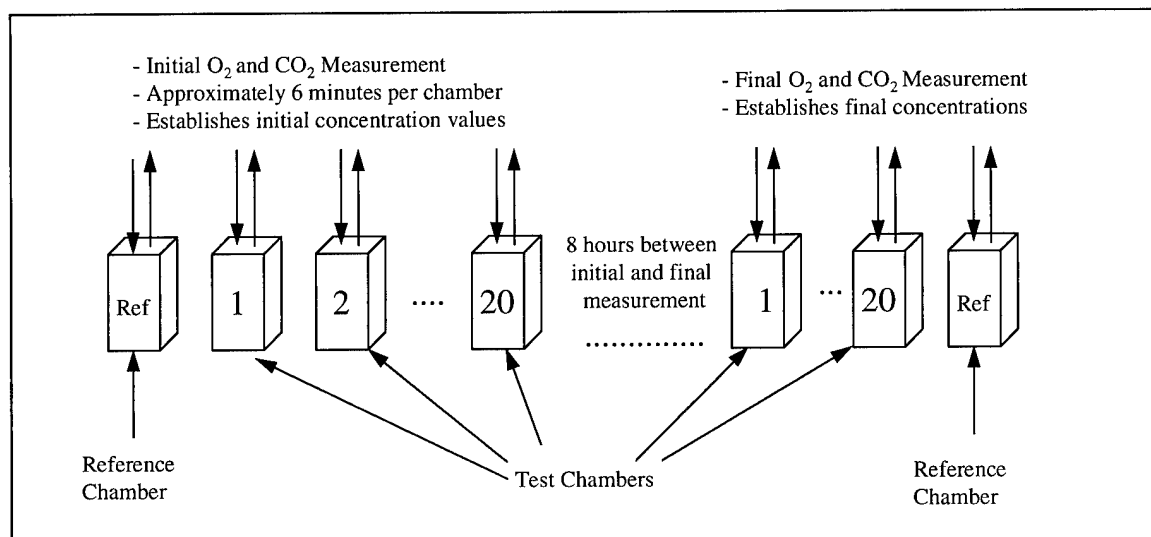 - Initial O₂ and CO₂ Measurement
- Approximately 6 minutes per chamber
- Establishes initial concentration values
- Final O₂ and CO₂ Measurement
- Establishes final concentrations
Ref
1
2
....
20
8 hours between
initial and final
measurement
..............
1
...
20
Ref
Reference
Chamber
Test Chambers
Reference
Chamber